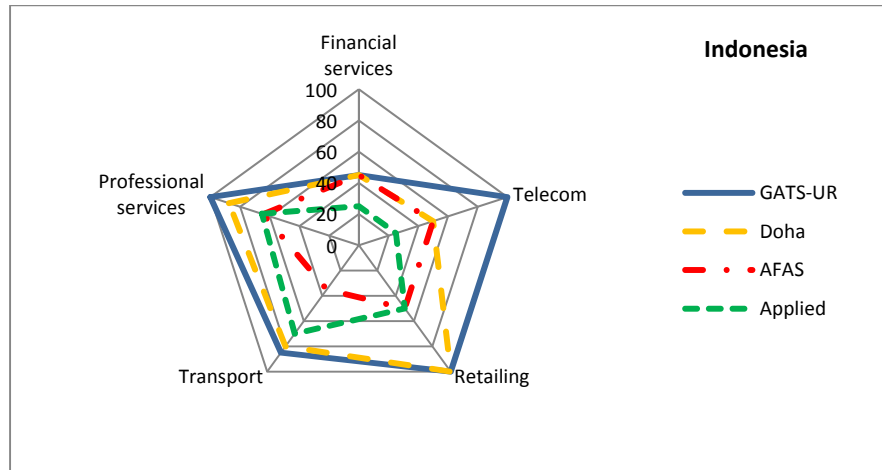 Indonesia
Financial
services
100
80
60
40
20
0
Telecom
Retailing
Transport
Professional
services
GATS-UR
Doha
AFAS
Applied